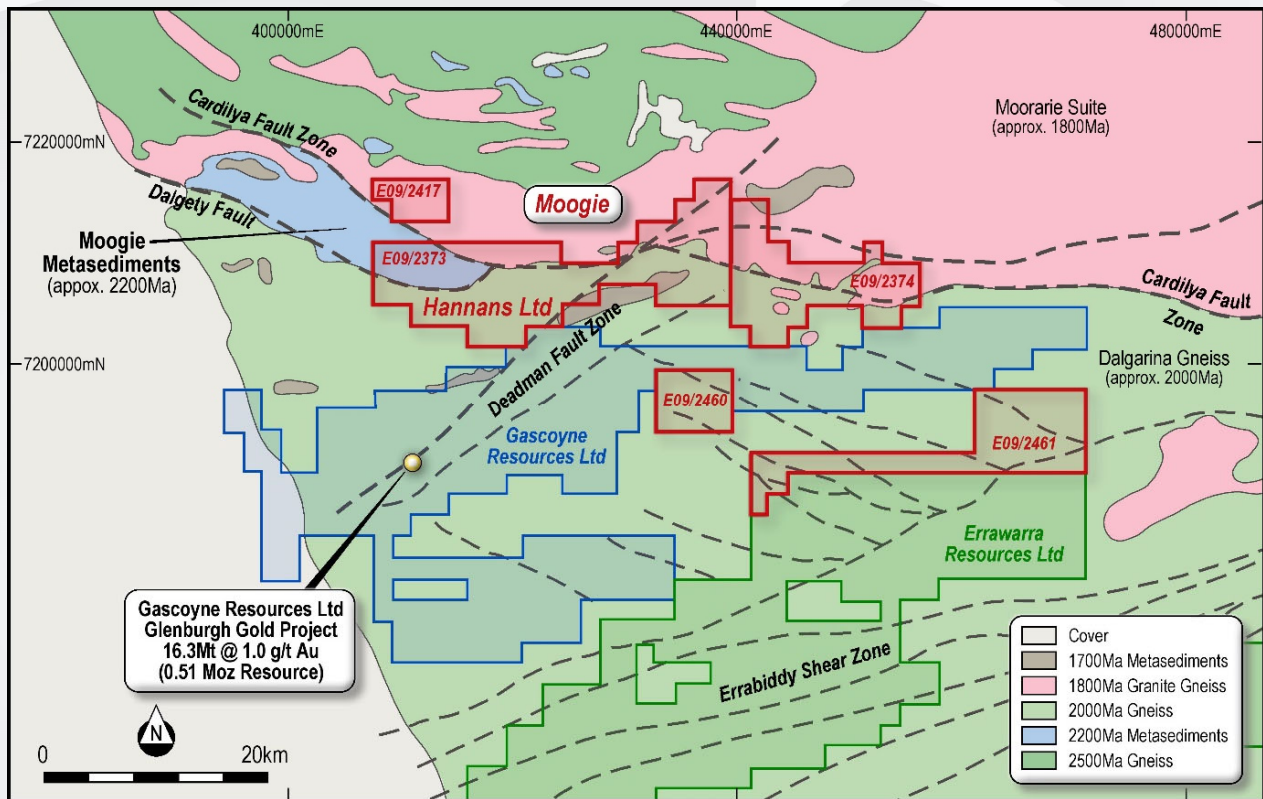 400000mE
440000mE
480000mE
7220000mN
7200000mN
Cardilya Fault Zone
Dalgety Fault
Moogie
Metasediments
(approx. 2200Ma)
E09/2417
Moogie
Moorarie Suite
(approx. 1800Ma)
E09/2373
Hannans Ltd
E09/2374
Cardilya Fault
Zone
Deadman Fault Zone
Dalgarina Gneiss
(approx. 2000Ma)
E09/2460
Gascoyne
Resources Ltd
E09/2461
Errawarra
Resources Ltd
Gascoyne Resources Ltd
Glenburgh Gold Project
16.3Mt @ 1.0 g/t Au
(0.51 Moz Resource)
Errabiddy Shear Zone
N
0
20km
Cover
1700Ma Metasediments
1800Ma Granite Gneiss
2000Ma Gneiss
2200Ma Metasediments
2500Ma Gneiss